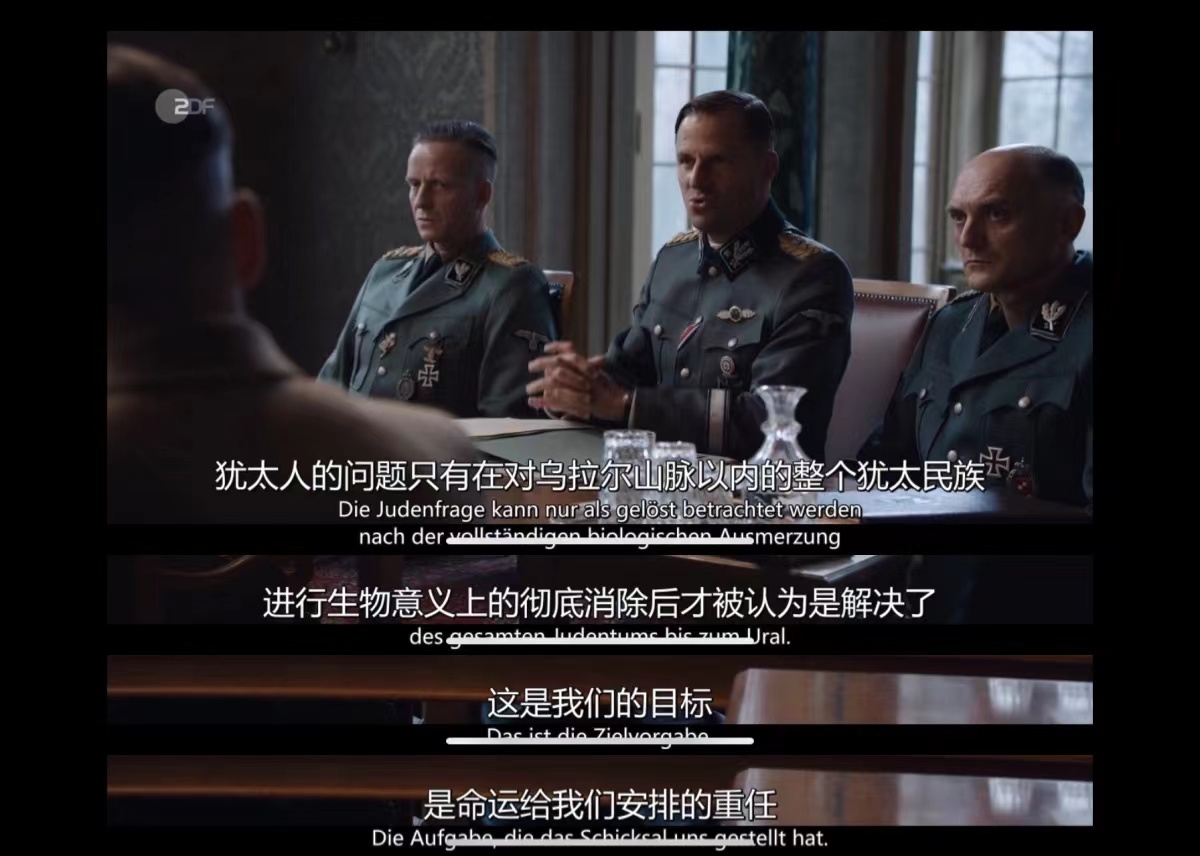 ZDF
犹太人的问题只有在对乌拉尔山脉以内的整个犹太民族
Die Judenfrage kann nur als gelöst betrachtet werden
nach der vollständigen biologischen Ausmerzung
进行生物意义上的彻底消除后才被认为是解决了
des gesamten Judentums bis zum Ural.
这是我们的目标
Das ist die Zielvorgabe
是命运给我们安排的重任
Die Aufgabe, die das Schicksal uns gestellt hat.